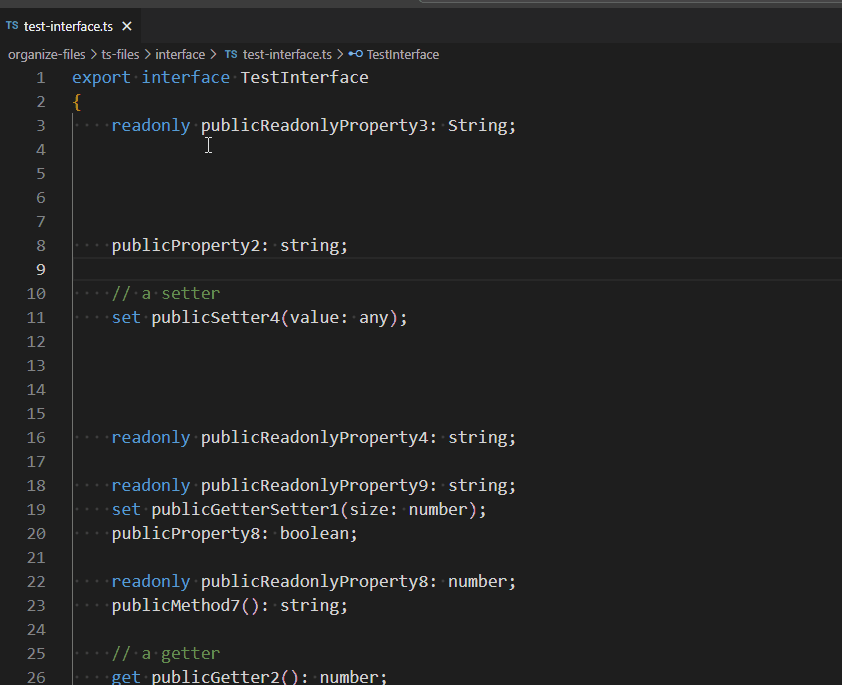 TS test-interface.ts ×
organize-files > ts-files > interface > TS test-interface.ts > TestInterface
1 export interface TestInterface
2 {
3 readonly publicReadonlyProperty3: String;
4
5
6
7
8 publicProperty2: string;
9
10 // a setter
11 set publicSetter4(value: any);
12
13
14
15
16 readonly publicReadonlyProperty4: string;
17
18 readonly publicReadonlyProperty9: string;
19 set publicGetterSetter1(size: number);
20 publicProperty8: boolean;
21
22 readonly publicReadonlyProperty8: number;
23 publicMethod7(): string;
24
25 // a getter
26 get publicGetter2(): number;